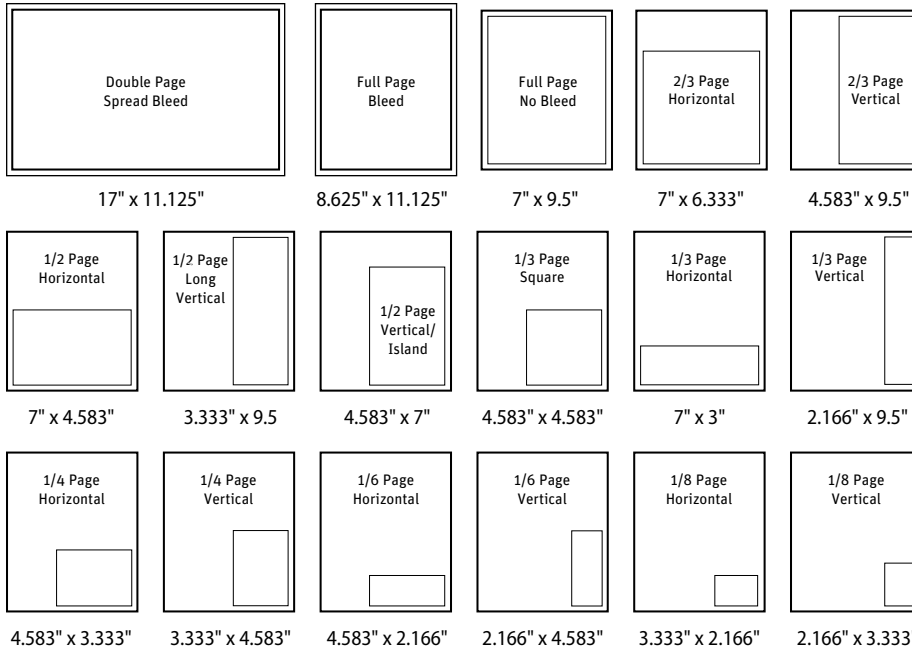 Double Page
Spread Bleed
17" x 11.125"
Full Page
Bleed
8.625" x 11.125"
Full Page
No Bleed
7" x 9.5"
2/3 Page
Horizontal
7" x 6.333"
2/3 Page
Vertical
4.583" x 9.5"
1/2 Page
Horizontal
7" x 4.583"
1/2 Page
Long
Vertical
3.333" x 9.5
1/2 Page
Vertical/
Island
4.583" x 7"
1/3 Page
Square
4.583" x 4.583"
1/3 Page
Horizontal
7" x 3"
1/3 Page
Vertical
2.166" x 9.5"
1/4 Page
Horizontal
4.583" x 3.333"
1/4 Page
Vertical
3.333" x 4.583"
1/6 Page
Horizontal
4.583" x 2.166"
1/6 Page
Vertical
2.166" x 4.583"
1/8 Page
Horizontal
3.333" x 2.166"
1/8 Page
Vertical
2.166" x 3.333"